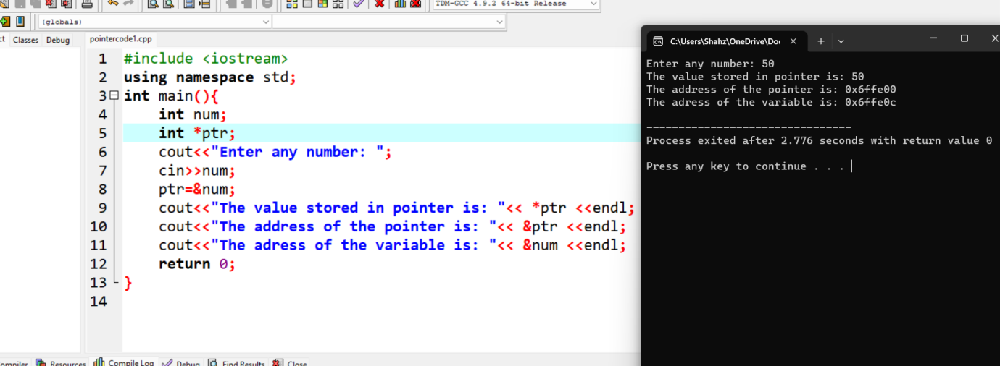 TDM-GCC 4.9.2 64-bit Release
(globals)
Classes Debug
pointercode1.cpp
C:\Users\Shahz\OneDrive\Doc
1 #include <iostream>
2 using namespace std;
3 int main(){
4 int num;
5 int *ptr;
6 cout<<"Enter any number: ";
7 cin>>num;
8 ptr=&num;
9 cout<<"The value stored in pointer is: "<< *ptr <<endl;
10 cout<<"The address of the pointer is: "<< &ptr <<endl;
11 cout<<"The adress of the variable is: "<< &num <<endl;
12 return 0;
13 }
14
Enter any number: 50
The value stored in pointer is: 50
The address of the pointer is: 0x6ffe00
The adress of the variable is: 0x6ffe0c
--------------------------------
Process exited after 2.776 seconds with return value 0
Press any key to continue . . .
Resources Compile Log Debug Find Results Close